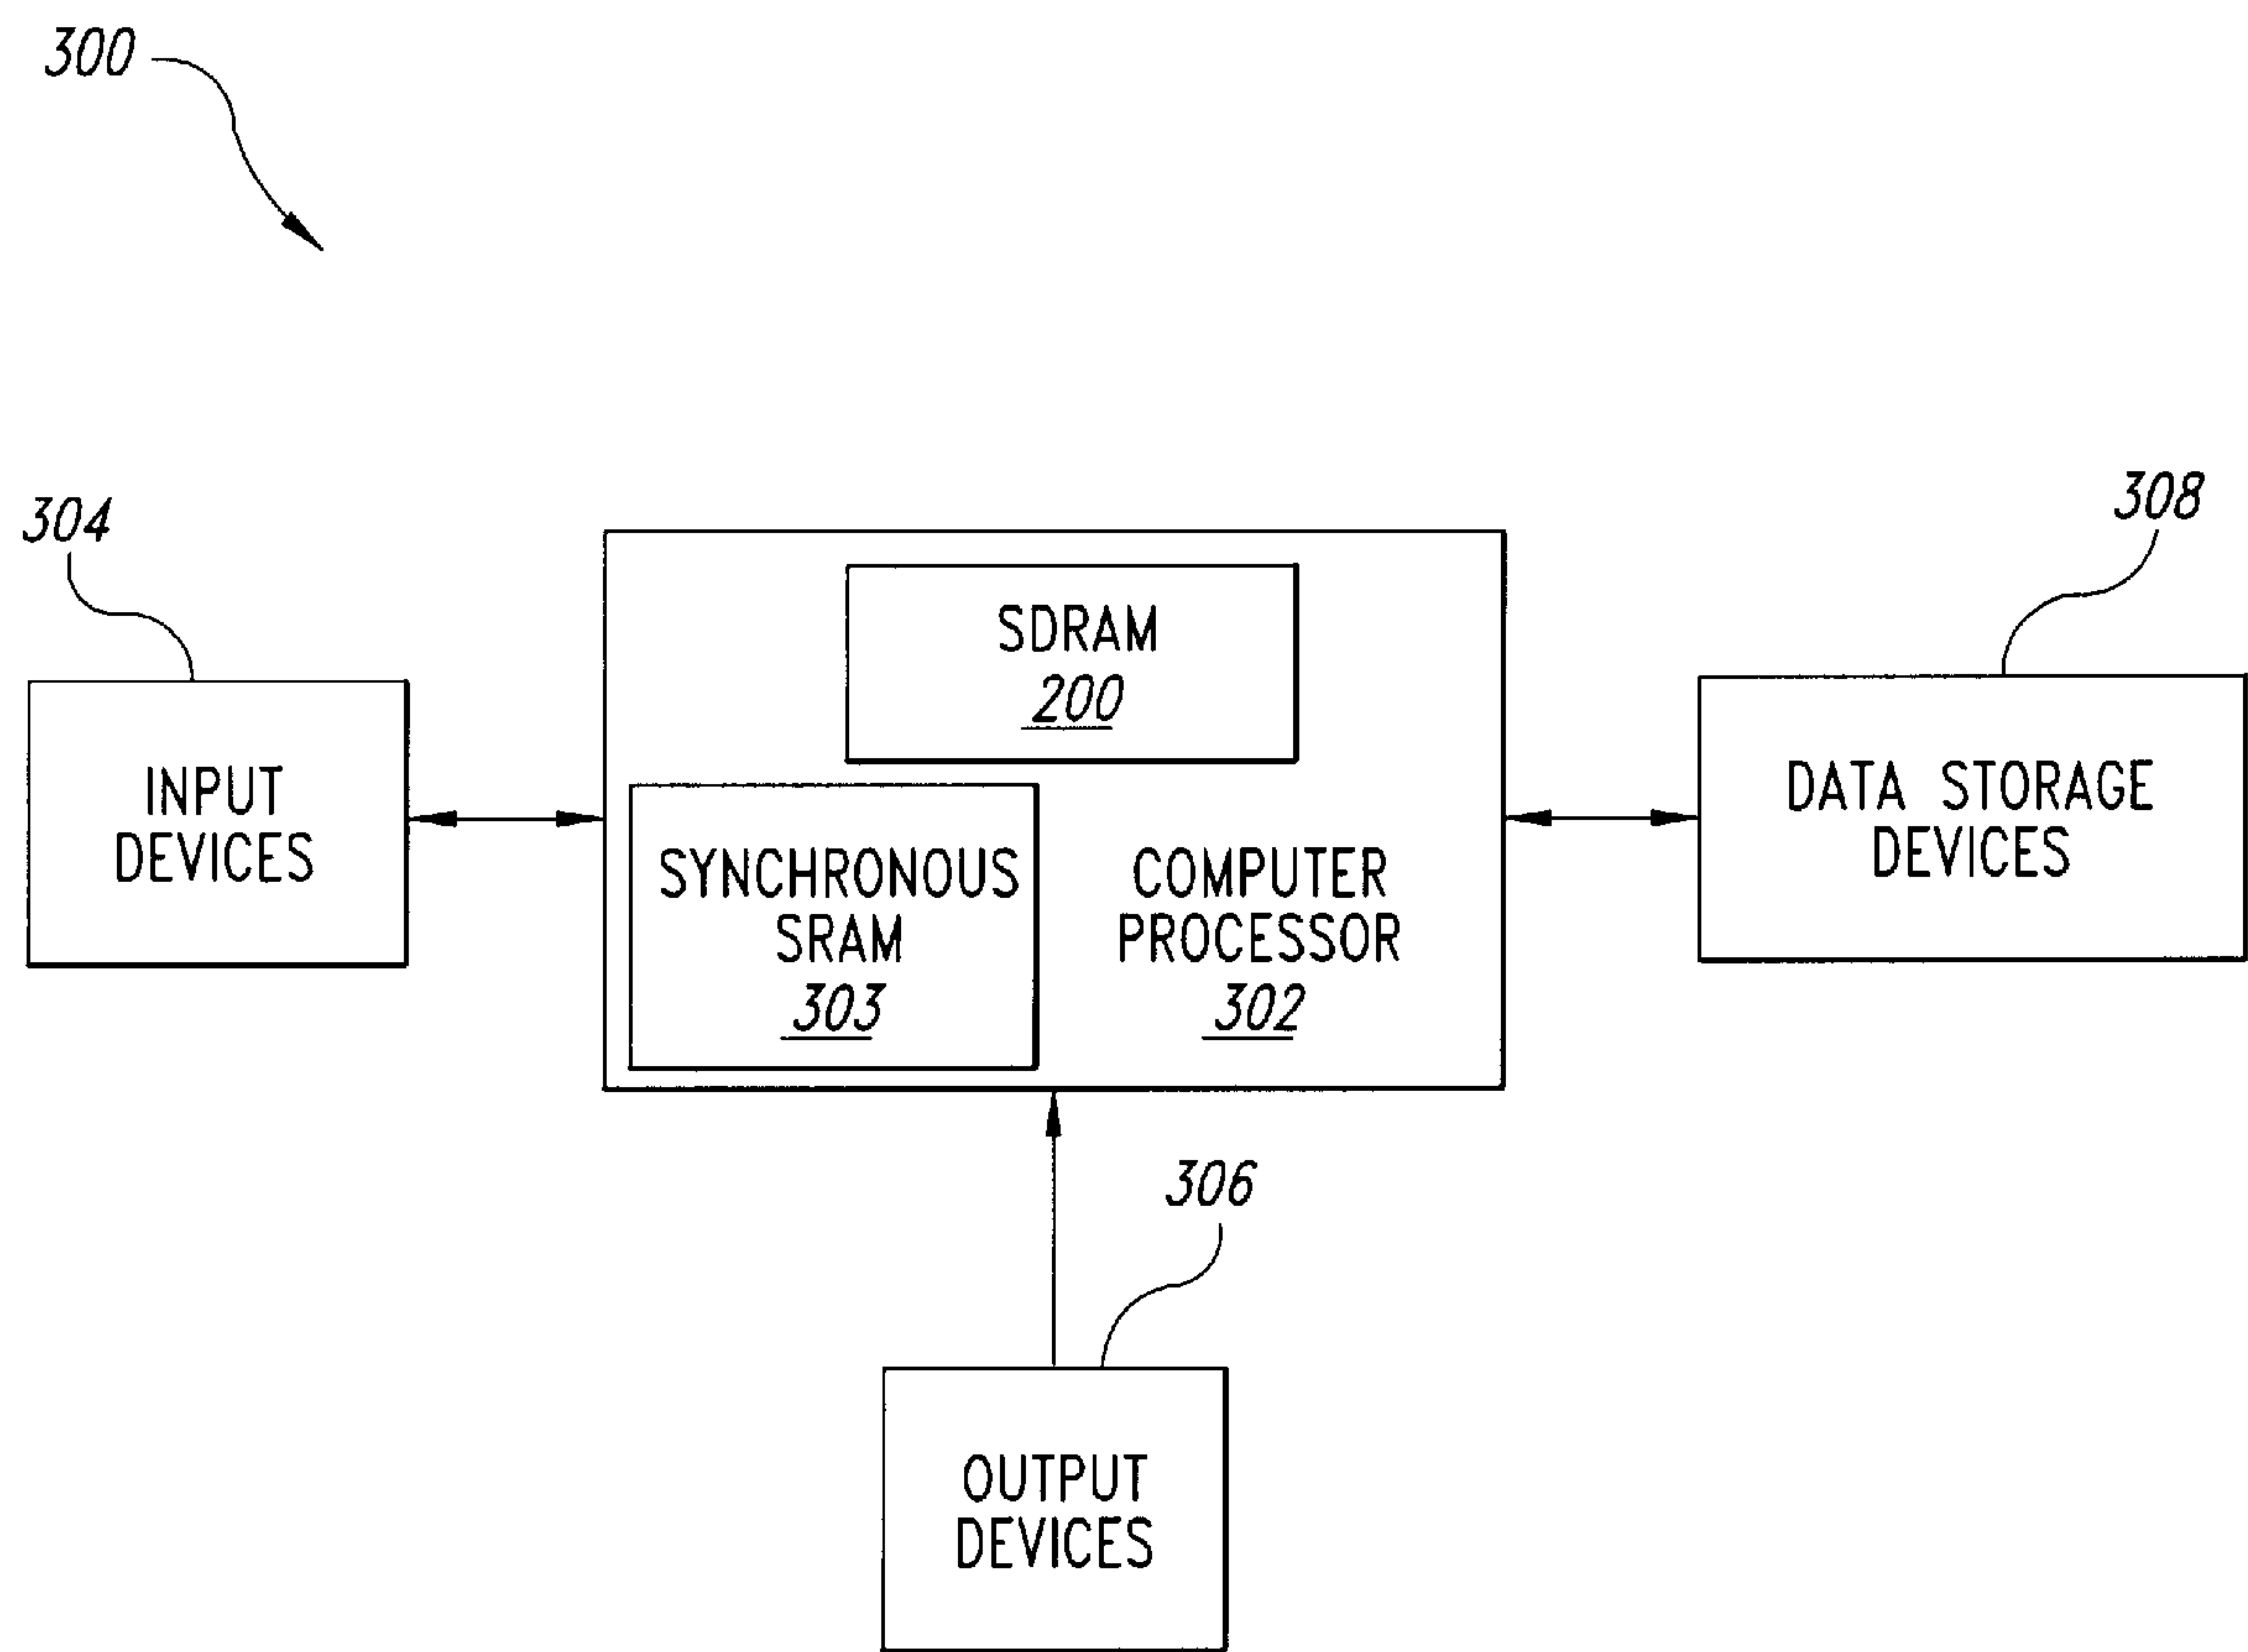 300
304
308
SDRAM
200
INPUT
DEVICES
SYNCHRONOUS
SRAM
303
COMPUTER
PROCESSOR
302
DATA STORAGE
DEVICES
306
OUTPUT
DEVICES